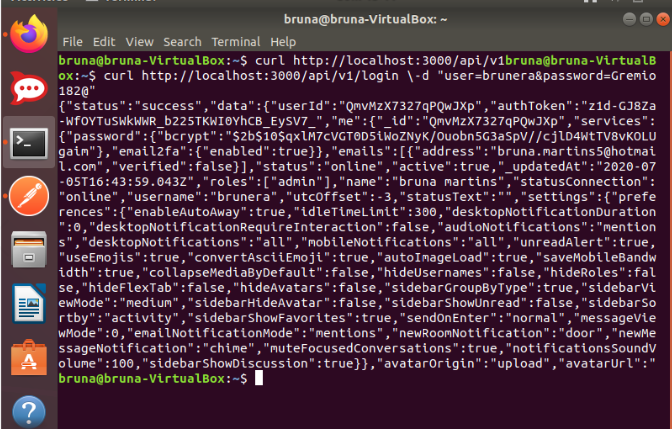 bruna@bruna-VirtualBox: ~
File Edit View Search Terminal Help
bruna@bruna-VirtualBox:~$ curl http://localhost:3000/api/v1bruna@bruna-VirtualB
ox:~$ curl http://localhost:3000/api/v1/login \-d "user=brunera&password=Gremio
182@"
{"status":"success","data":{"userId":"QmvMzX7327qPQwJXp","authToken":"z1d-GJ8Za
-WfOYTuSWkWWR_b225TKWI0YhCB_EySV7_","me":{"_id":"QmvMzX7327qPQwJXp","services":
{"password":{"bcrypt":"$2b$10$qxlM7cVGT0D5iWoZNyK/Ouobn5G3aSpV//cjlD4WtTV8vKOLU
gaim"},"email2fa":{"enabled":true}},"emails":[{"address":"bruna.martins5@hotmai
l.com","verified":false}],"status":"online","active":true,"_updatedAt":"2020-07
-05T16:43:59.043Z","roles":["admin"],"name":"bruna martins","statusConnection":
"online","username":"brunera","utcOffset":-3,"statusText":"","settings":{"prefe
rences":{"enableAutoAway":true,"idleTimeLimit":300,"desktopNotificationDuration
":0,"desktopNotificationRequireInteraction":false,"audioNotifications":"mention
s","desktopNotifications":"all","mobileNotifications":"all","unreadAlert":true,
"useEmojis":true,"convertAsciiEmoji":true,"autoImageLoad":true,"saveMobileBandw
idth":true,"collapseMediaByDefault":false,"hideUsernames":false,"hideRoles":fal
se,"hideFlexTab":false,"hideAvatars":false,"sidebarGroupByType":true,"sidebarVi
ewMode":"medium","sidebarHideAvatar":false,"sidebarShowUnread":false,"sidebarSo
rtby":"activity","sidebarShowFavorites":true,"sendOnEnter":"normal","messageVie
wMode":0,"emailNotificationMode":"mentions","newRoomNotification":"door","newMe
ssageNotification":"chime","muteFocusedConversations":true,"notificationsSoundV
olume":100,"sidebarShowDiscussion":true}},"avatarOrigin":"upload","avatarUrl":"
bruna@bruna-VirtualBox:~$